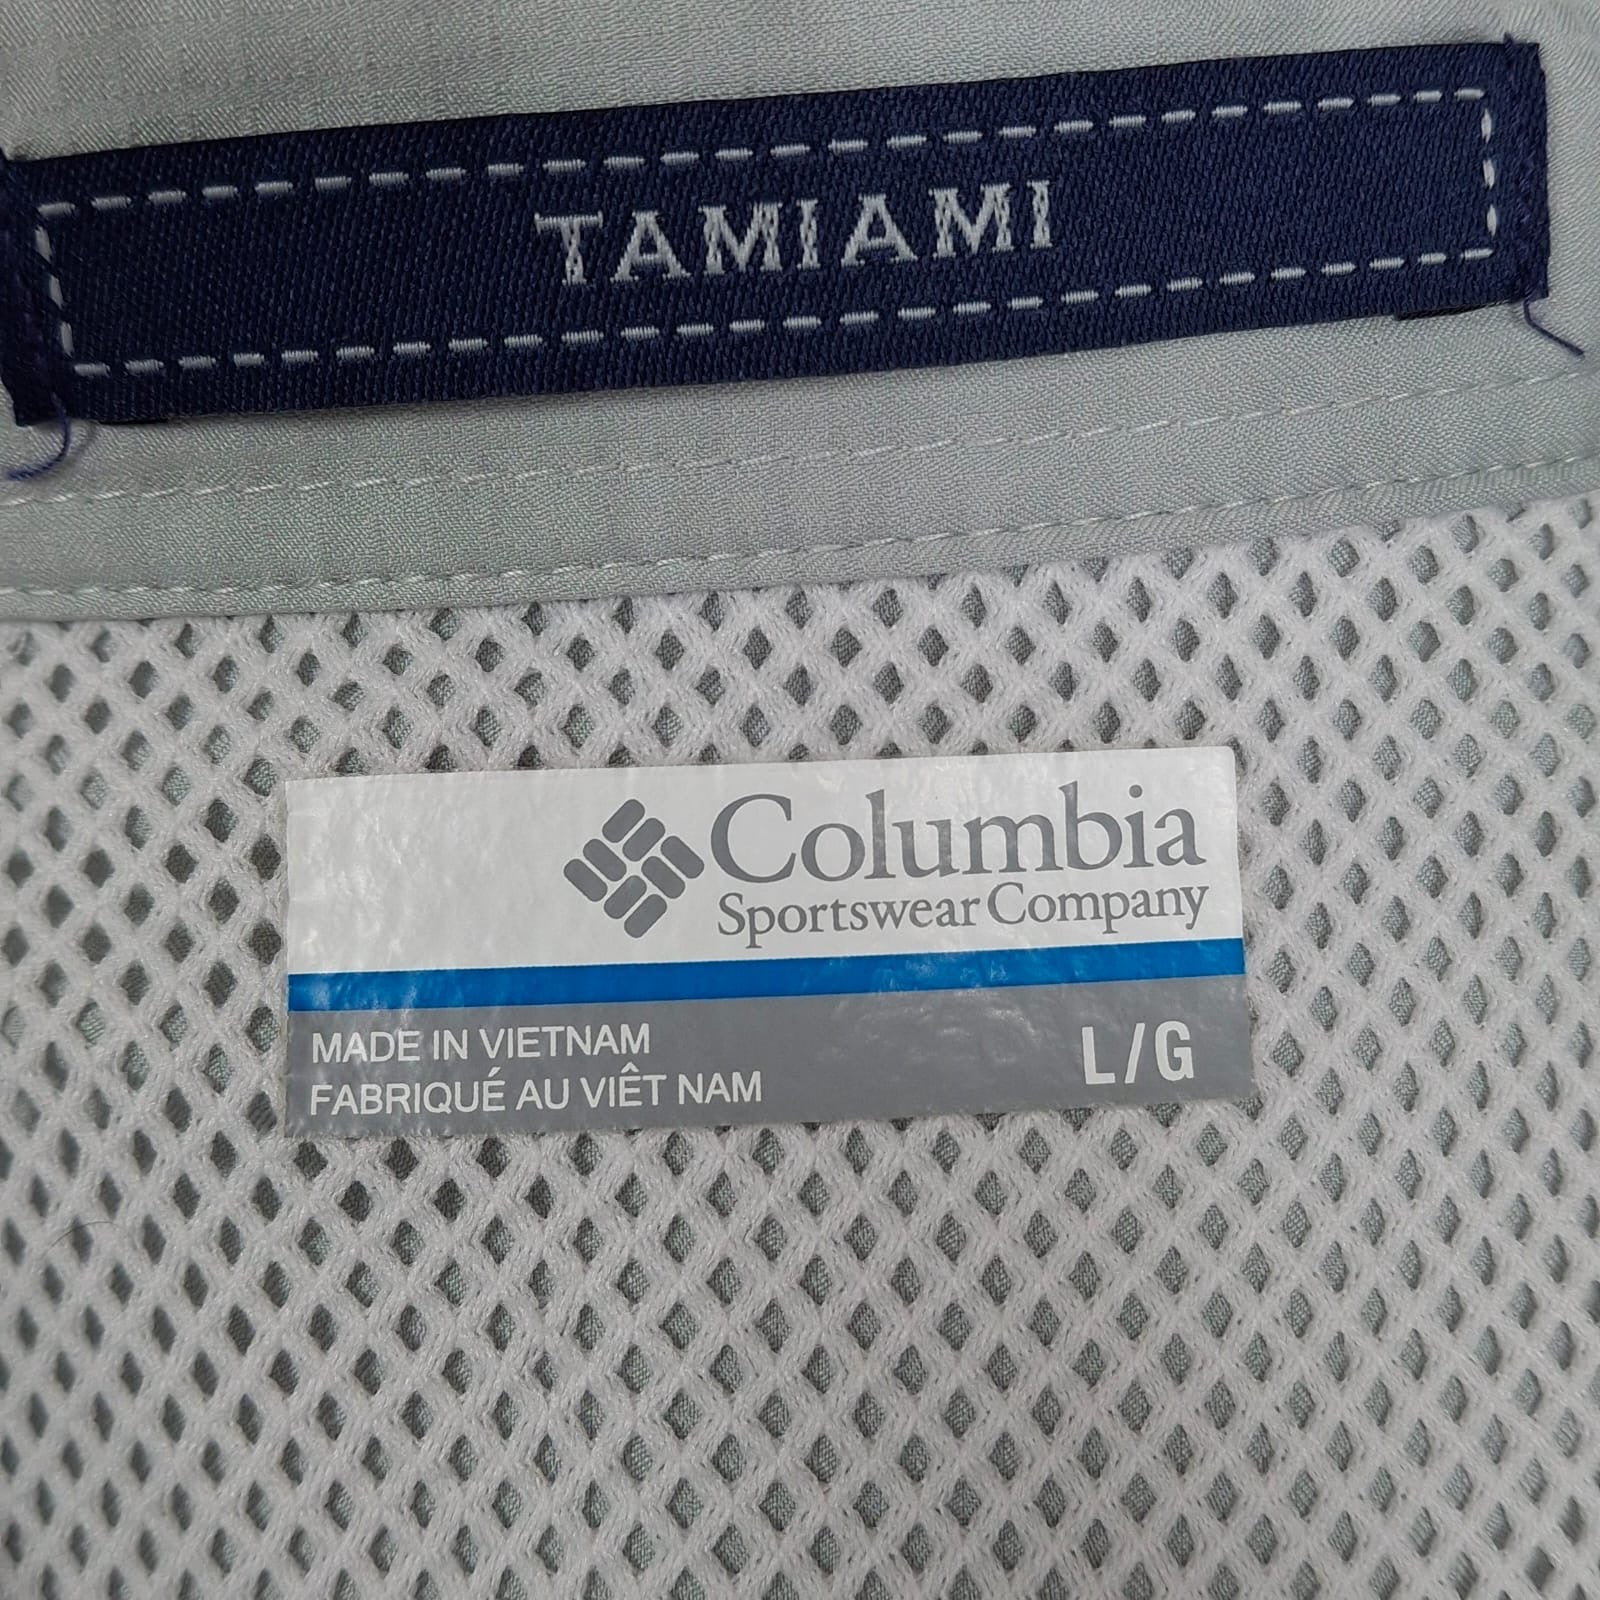 TAMIAMI
Columbia
Sportswear Company
MADE IN VIETNAM
FABRIQUÉ AU VIÊT NAM
L/G